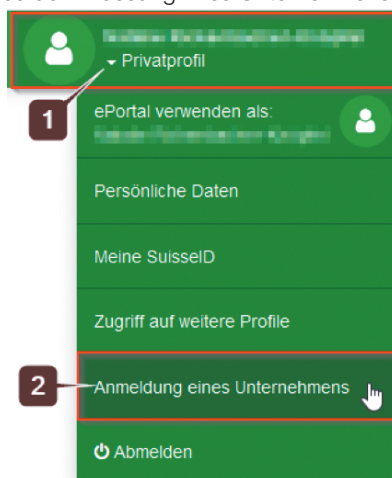 Privatprofil
1
ePortal verwenden als:
Persönliche Daten
Meine SuisseID
Zugriff auf weitere Profile
2
Anmeldung eines Unternehmens
Abmelden